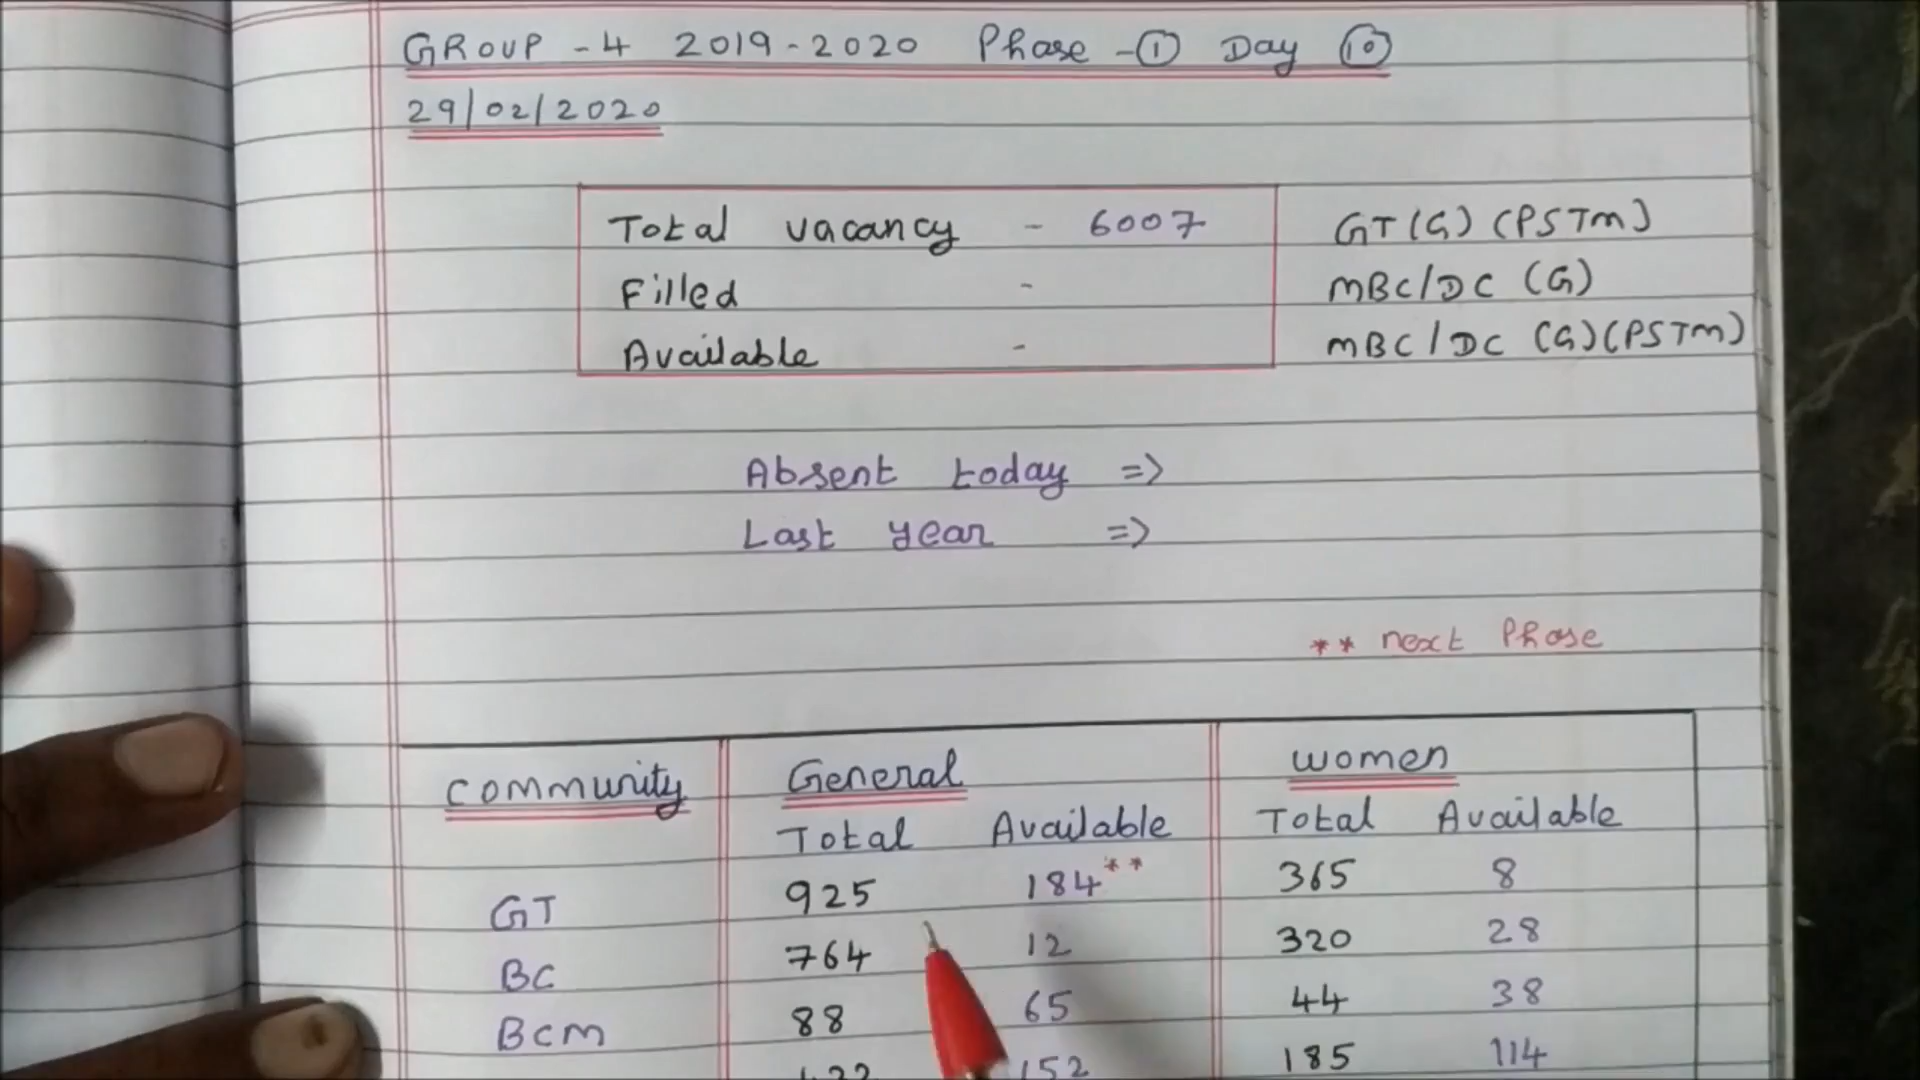 GROUP - 4 2019-2020 Phase - 1 Day 10
29/02/2020
Total vacancy - 6007
Filled -
Available -
GT(G) (PSTM)
MBC/DC (G)
MBC/DC (G)(PSTM)
Absent today =>
Last year =>
** next Phase
Community General Women
Total Available Total Available
GT 925 184** 365 8
BC 764 12 320 28
BCM 88 65 44 38
152 185 114